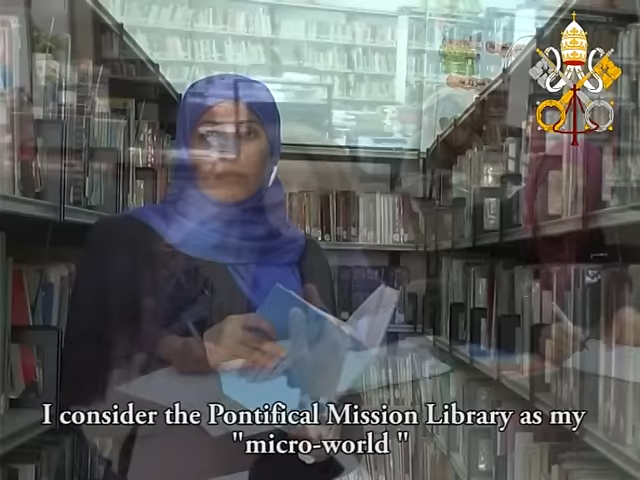 I consider the Pontifical Mission Library as my
"micro-world "